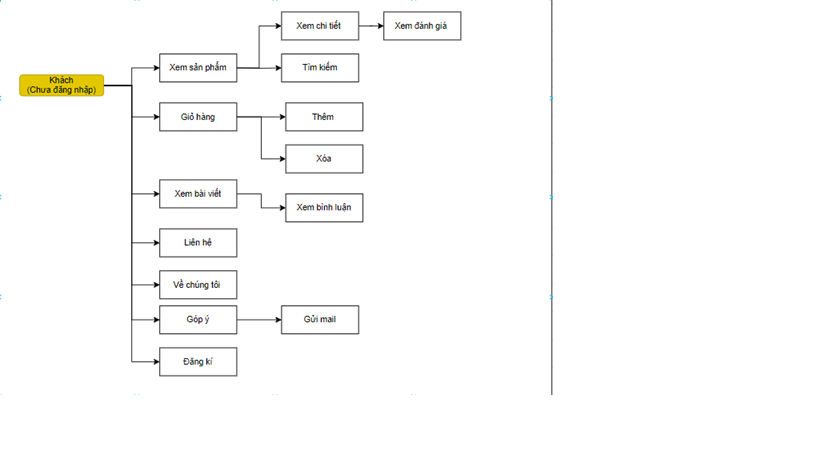 Xem chi tiết
Xem đánh giá
Xem sản phẩm
Tìm kiếm
Khách
(Chưa đăng nhập)
Giỏ hàng
Thêm
Xóa
Xem bài viết
Xem bình luận
Liên hệ
Về chúng tôi
Góp ý
Gửi mail
Đăng kí